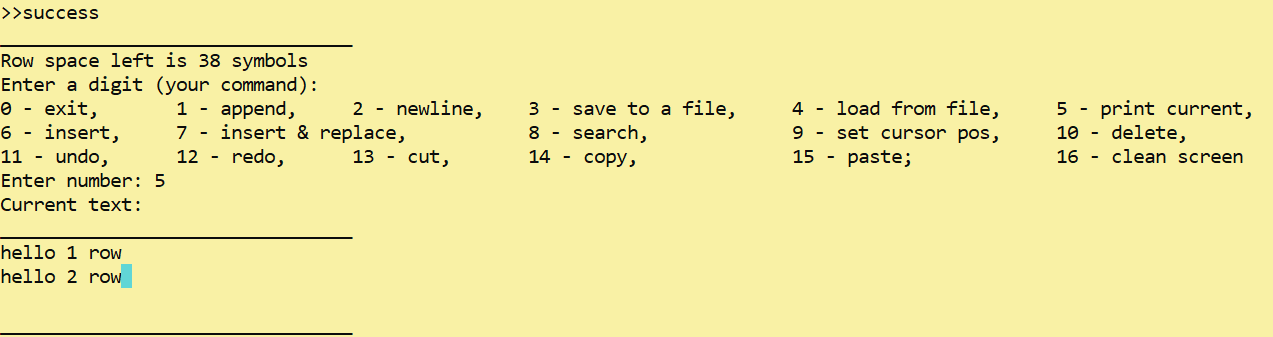 >>success
________________________________
Row space left is 38 symbols
Enter a digit (your command):
0 - exit,       1 - append,     2 - newline,    3 - save to a file,     4 - load from file,     5 - print current,
6 - insert,     7 - insert & replace,           8 - search,             9 - set cursor pos,     10 - delete,
11 - undo,      12 - redo,      13 - cut,       14 - copy,              15 - paste;             16 - clean screen
Enter number: 5
Current text:
________________________________
hello 1 row
hello 2 row
________________________________